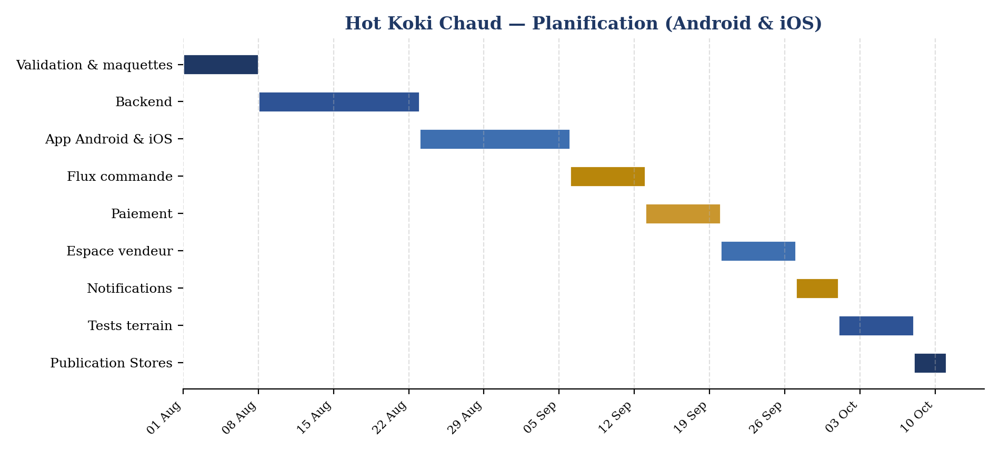 Hot Koki Chaud — Planification (Android & iOS)
Validation & maquettes
Backend
App Android & iOS
Flux commande
Paiement
Espace vendeur
Notifications
Tests terrain
Publication Stores
01 Aug
08 Aug
15 Aug
22 Aug
29 Aug
05 Sep
12 Sep
19 Sep
26 Sep
03 Oct
10 Oct